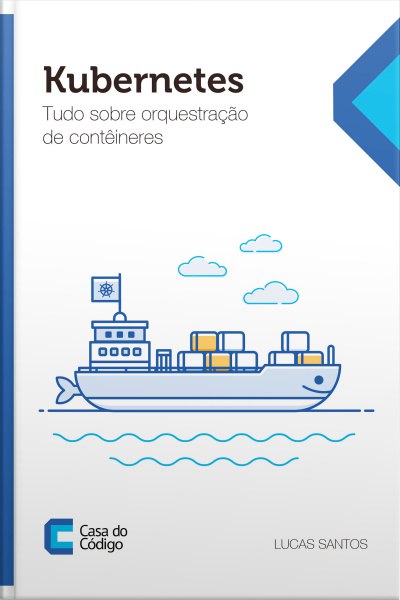 Kubernetes
Tudo sobre orquestração
de contêineres
Casa do
Código
LUCAS SANTOS